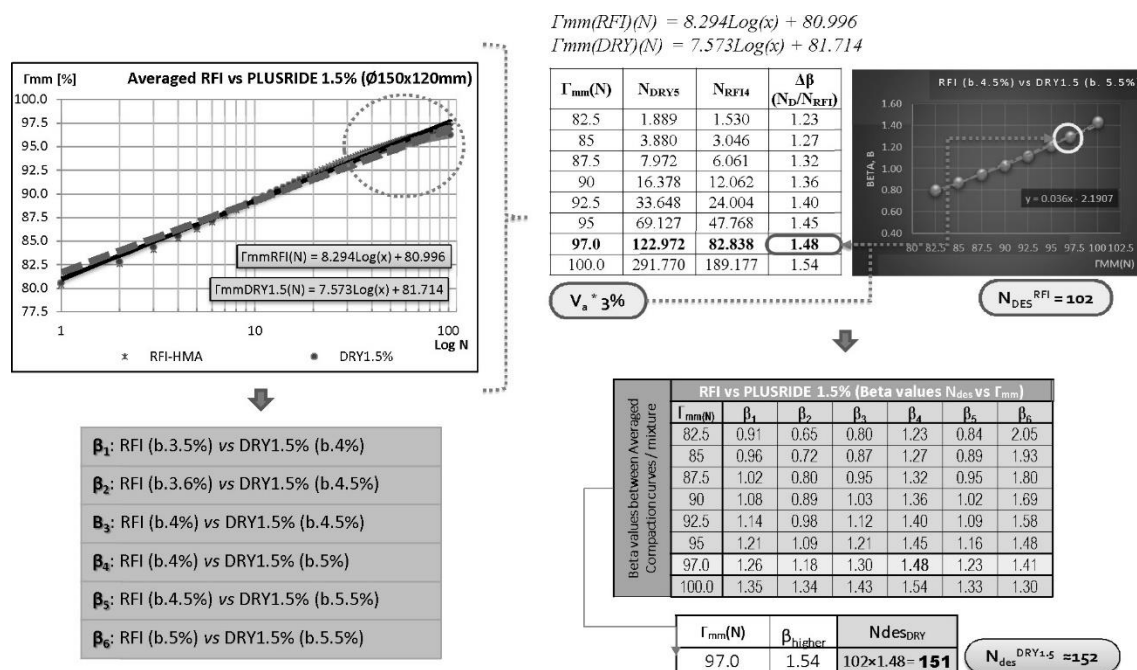 Γmm(RFI)(N) = 8.294Log(x) + 80.996
Γmm(DRY)(N) = 7.573Log(x) + 81.714
Γmm [%]
Averaged RFI vs PLUSRIDE 1.5% (Ø150x120mm)
100.0
97.5
95.0
92.5
90.0
87.5
85.0
82.5
80.0
77.5
ΓmmRFI(N) = 8.294Log(x) + 80.996
ΓmmDRY1.5(N) = 7.573Log(x) + 81.714
1 10 100
Log N
RFI-HMA DRY1.5%
Γmm(N) NDRY5 NRFI4 Δβ (ND/NRFI)
82.5 1.889 1.530 1.23
85 3.880 3.046 1.27
87.5 7.972 6.061 1.32
90 16.378 12.062 1.36
92.5 33.648 24.004 1.40
95 69.127 47.768 1.45
97.0 122.972 82.838 1.48
100.0 291.770 189.177 1.54
Va * 3%
RFI (b.4.5%) vs DRY1.5 (b. 5.5%
BETA, B
1.60
1.40
1.20
1.00
0.80
0.60
0.40
y = 0.036x - 2.1907
80 82.5 85 87.5 90 92.5 95 97.5 100 102.5
ΓMM(N)
NDES RFI = 102
β1: RFI (b.3.5%) vs DRY1.5% (b.4%)
β2: RFI (b.3.6%) vs DRY1.5% (b.4.5%)
Β3: RFI (b.4%) vs DRY1.5% (b.4.5%)
β4: RFI (b.4%) vs DRY1.5% (b.5%)
β5: RFI (b.4.5%) vs DRY1.5% (b.5.5%)
β6: RFI (b.5%) vs DRY1.5% (b.5.5%)
Beta values between Averaged
Compaction curves / mixture
RFI vs PLUSRIDE 1.5% (Beta values Ndes vs Γmm)
Γmm(N) β1 β2 β3 β4 β5 β6
82.5 0.91 0.65 0.80 1.23 0.84 2.05
85 0.96 0.72 0.87 1.27 0.89 1.93
87.5 1.02 0.80 0.95 1.32 0.95 1.80
90 1.08 0.89 1.03 1.36 1.02 1.69
92.5 1.14 0.98 1.12 1.40 1.09 1.58
95 1.21 1.09 1.21 1.45 1.16 1.48
97.0 1.26 1.18 1.30 1.48 1.23 1.41
100.0 1.35 1.34 1.43 1.54 1.33 1.30
Γmm(N) βhigher NdesDRY
97.0 1.54 102×1.48= 151
Ndes DRY1.5 ≈152